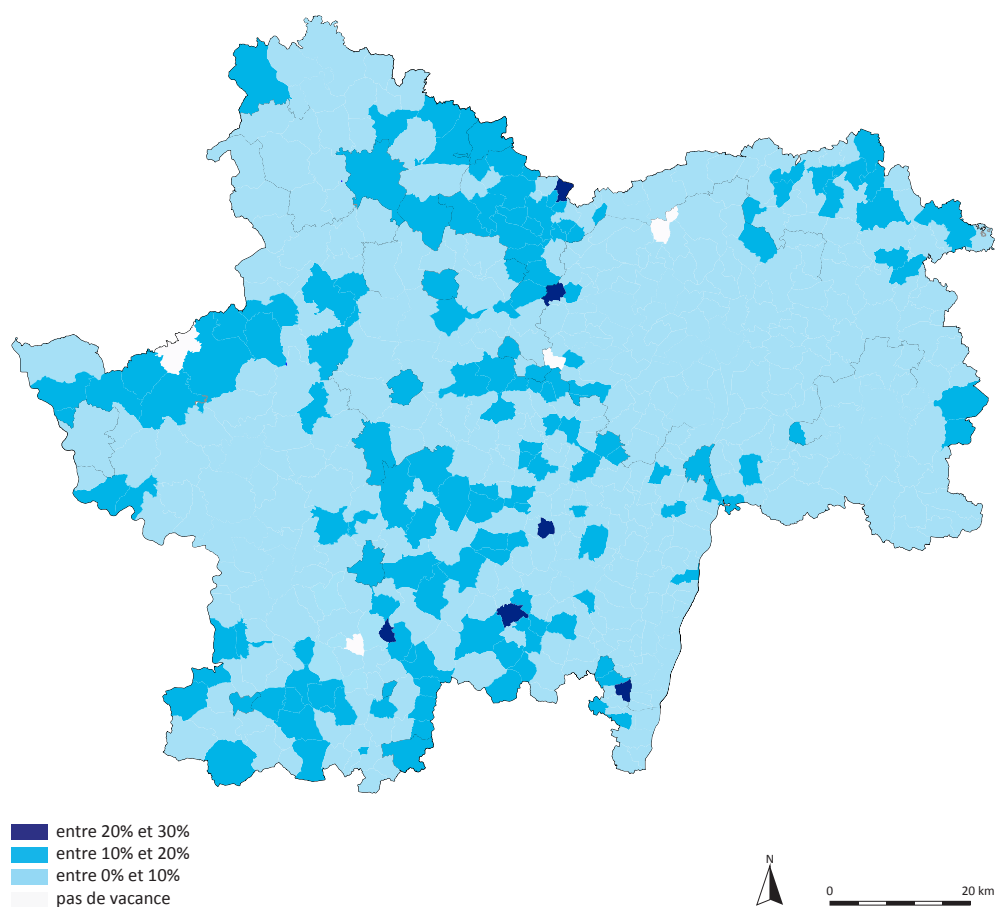 entre 20% et 30%
entre 10% et 20%
entre 0% et 10%
pas de vacance
N
0 20 km